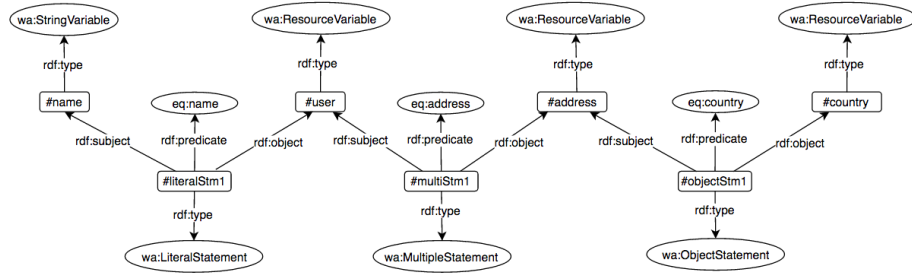 wa:StringVariable
wa:ResourceVariable
wa:ResourceVariable
wa:ResourceVariable
rdf:type
rdf:type
rdf:type
rdf:type
#name
eq:name
#user
eq:address
#address
eq:country
#country
rdf:subject
rdf:predicate
rdf:object
rdf:subject
rdf:predicate
rdf:object
rdf:subject
rdf:predicate
rdf:object
#literalStm1
#multiStm1
#objectStm1
rdf:type
rdf:type
rdf:type
wa:LiteralStatement
wa:MultipleStatement
wa:ObjectStatement